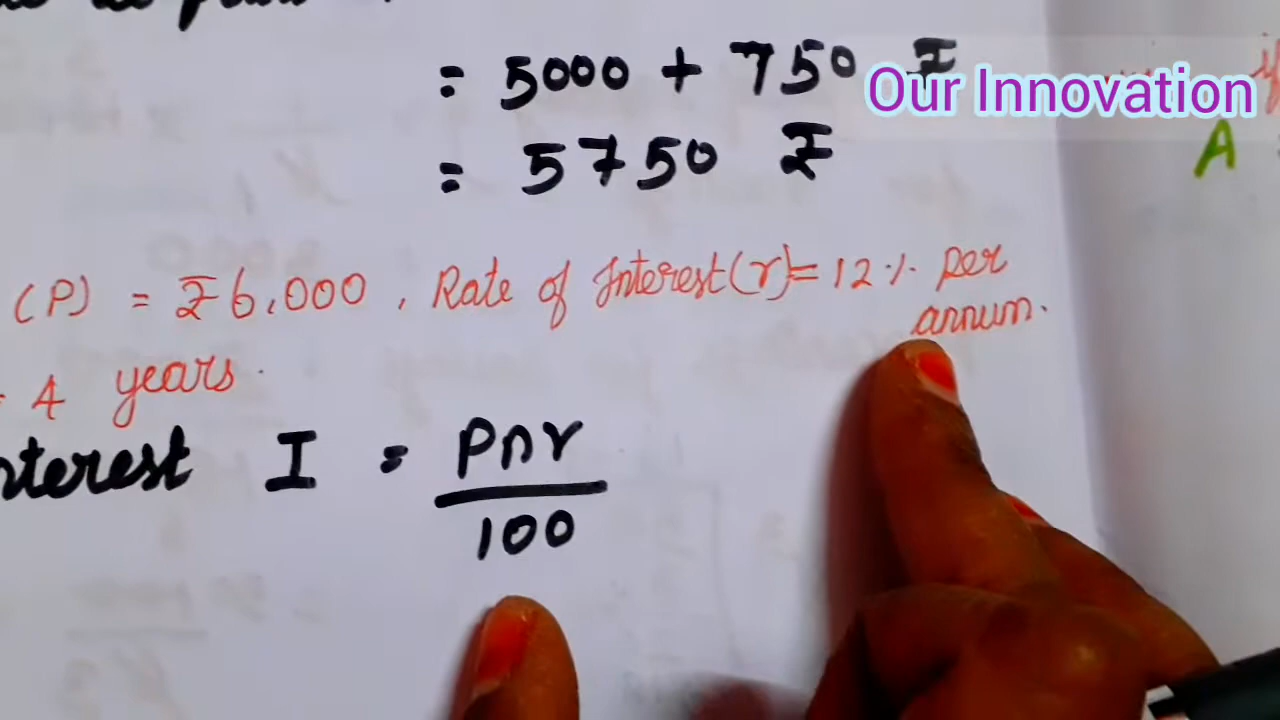 = 5000 + 750 ₹
Our Innovation
= 5750 ₹
A
(P) = ₹6,000, Rate of Interest (r) = 12% per
annum.
4 years.
nterest I = Pnr
100